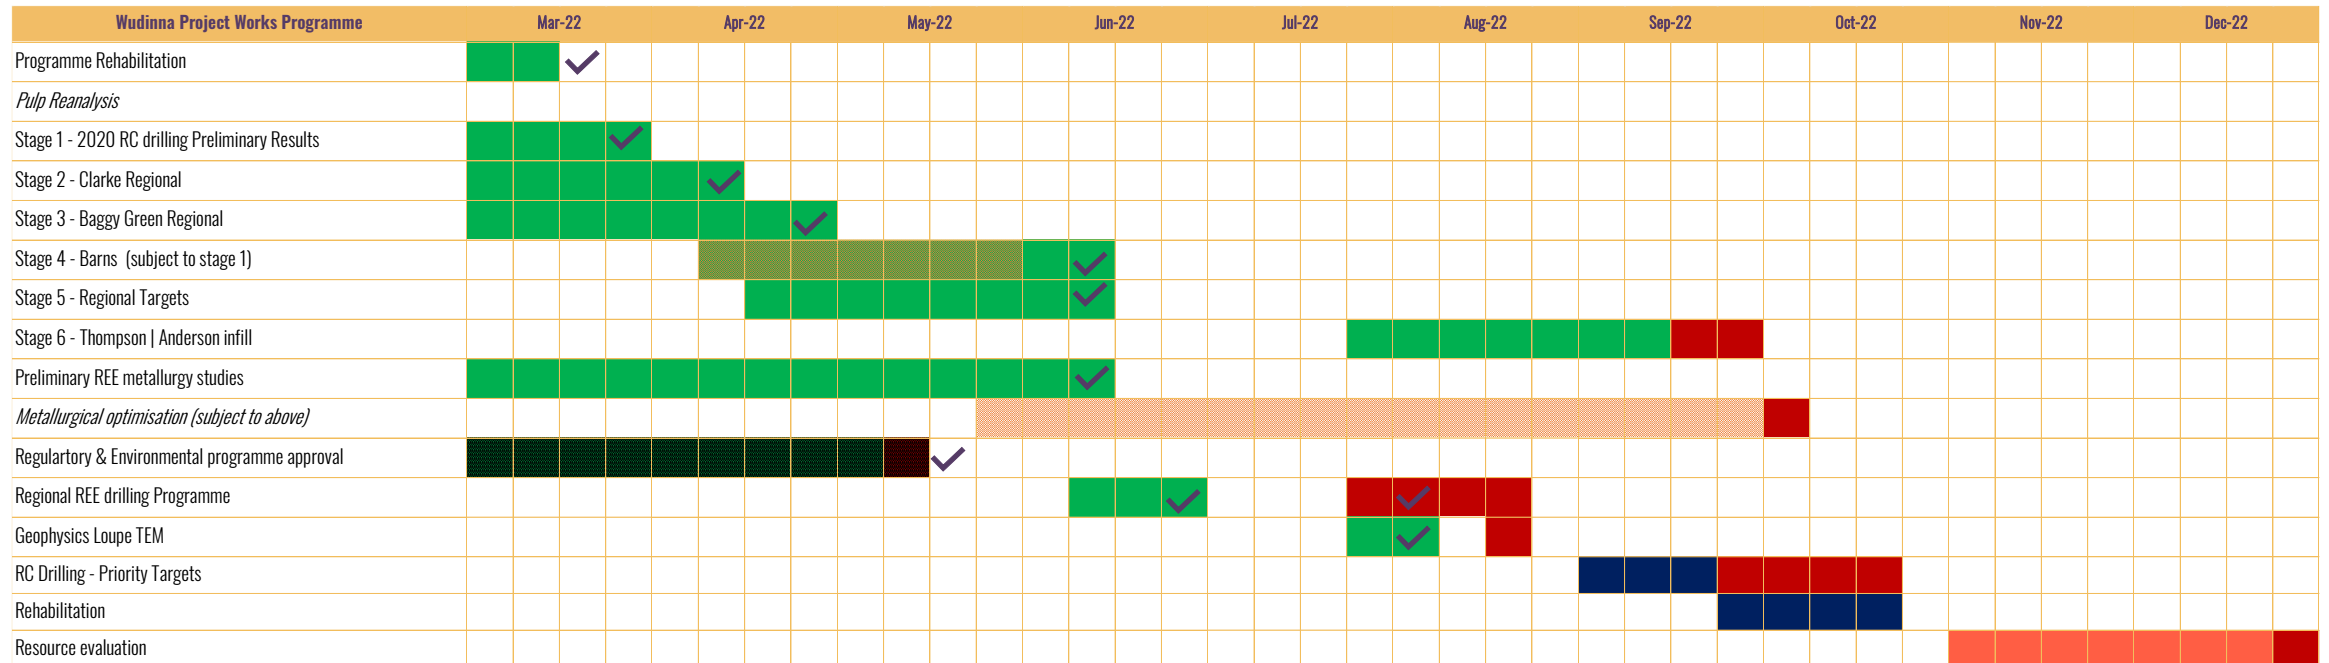 Wudinna Project Works Programme Mar-22 Apr-22 May-22 Jun-22 Jul-22 Aug-22 Sep-22 Oct-22 Nov-22 Dec-22
Programme Rehabilitation
Pulp Reanalysis
Stage 1 - 2020 RC drilling Preliminary Results
Stage 2 - Clarke Regional
Stage 3 - Baggy Green Regional
Stage 4 - Barns (subject to stage 1)
Stage 5 - Regional Targets
Stage 6 - Thompson | Anderson infill
Preliminary REE metallurgy studies
Metallurgical optimisation (subject to above)
Regulartory & Environmental programme approval
Regional REE drilling Programme
Geophysics Loupe TEM
RC Drilling - Priority Targets
Rehabilitation
Resource evaluation